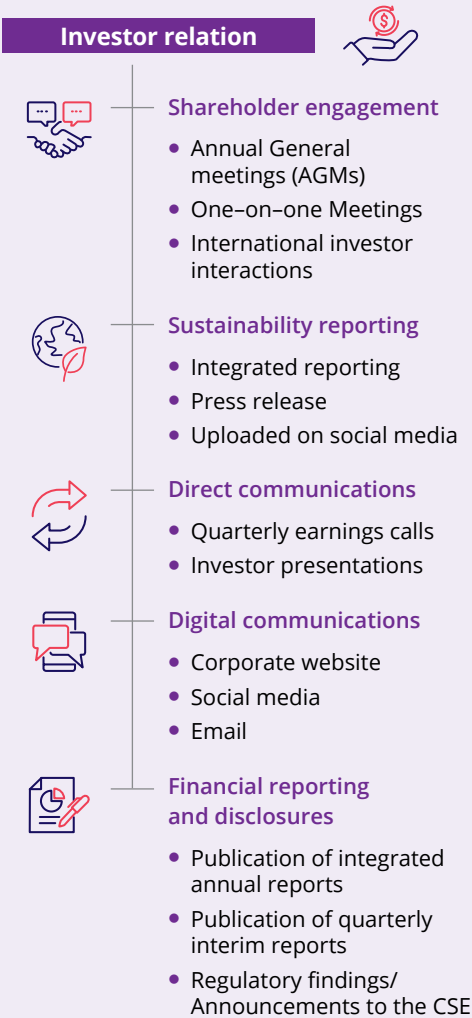 Investor relation
Shareholder engagement
• Annual General
meetings (AGMs)
• One–on–one Meetings
• International investor
interactions
Sustainability reporting
• Integrated reporting
• Press release
• Uploaded on social media
Direct communications
• Quarterly earnings calls
• Investor presentations
Digital communications
• Corporate website
• Social media
• Email
Financial reporting
and disclosures
• Publication of integrated
annual reports
• Publication of quarterly
interim reports
• Regulatory findings/
Announcements to the CSE